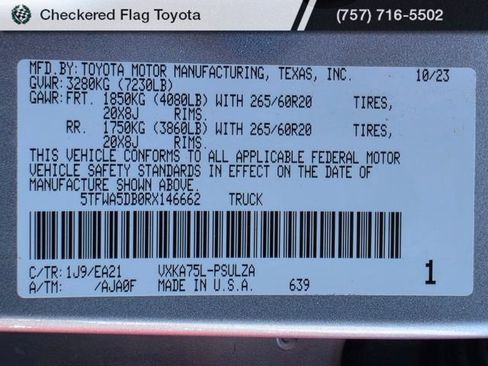 Checkered Flag Toyota
(757) 716-5502
MFD.BY:TOYOTA MOTOR MANUFACTURING, TEXAS, INC. 10/23
GVWR:3280KG (7230LB)
GAWR:FRT. 1850KG (4080LB) WITH 265/60R20 TIRES,
20X8J RIMS.
RR. 1750KG (3860LB) WITH 265/60R20 TIRES,
20X8J RIMS.
THIS VEHICLE CONFORMS TO ALL APPLICABLE FEDERAL MOTOR
VEHICLE SAFETY STANDARDS IN EFFECT ON THE DATE OF
MANUFACTURE SHOWN ABOVE.
5TFWA5DB0RX146662 TRUCK
C/TR:1J9/EA21 VXKA75L-PSULZA 1
A/TM: /AJA0F MADE IN U.S.A. 639